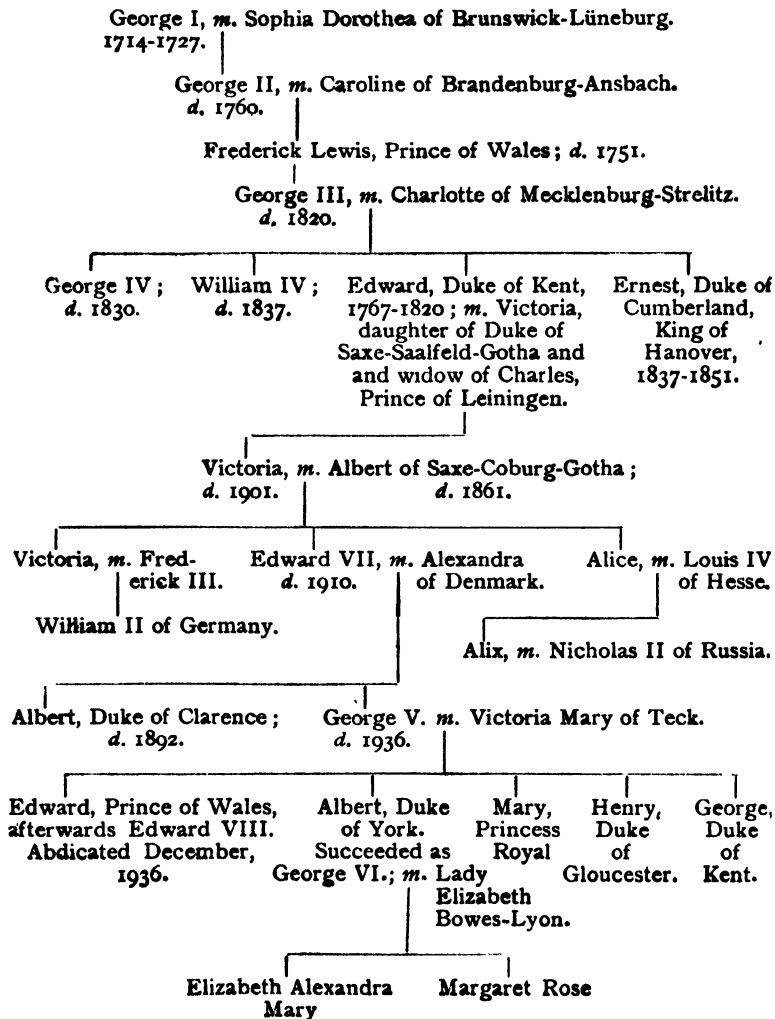 George I, m. Sophia Dorothea of Brunswick-Lüneburg.
1714-1727.
George II, m. Caroline of Brandenburg-Ansbach.
d. 1760.
Frederick Lewis, Prince of Wales; d. 1751.
George III, m. Charlotte of Mecklenburg-Strelitz.
d. 1820.
George IV;
d. 1830.
William IV;
d. 1837.
Edward, Duke of Kent,
1767-1820; m. Victoria,
daughter of Duke of
Saxe-Saalfeld-Gotha and
and widow of Charles,
Prince of Leiningen.
Ernest, Duke of
Cumberland,
King of
Hanover,
1837-1851.
Victoria, m. Albert of Saxe-Coburg-Gotha;
d. 1901. d. 1861.
Victoria, m. Fred-
erick III.
Edward VII, m. Alexandra
d. 1910. of Denmark.
Alice, m. Louis IV
of Hesse.
William II of Germany.
Alix, m. Nicholas II of Russia.
Albert, Duke of Clarence;
d. 1892.
George V. m. Victoria Mary of Teck.
d. 1936.
Edward, Prince of Wales,
afterwards Edward VIII.
Abdicated December,
1936.
Albert, Duke
of York.
Succeeded as
George VI.; m. Lady
Elizabeth
Bowes-Lyon.
Mary,
Princess
Royal
Henry,
Duke
of
Gloucester.
George,
Duke
of
Kent.
Elizabeth Alexandra
Mary
Margaret Rose